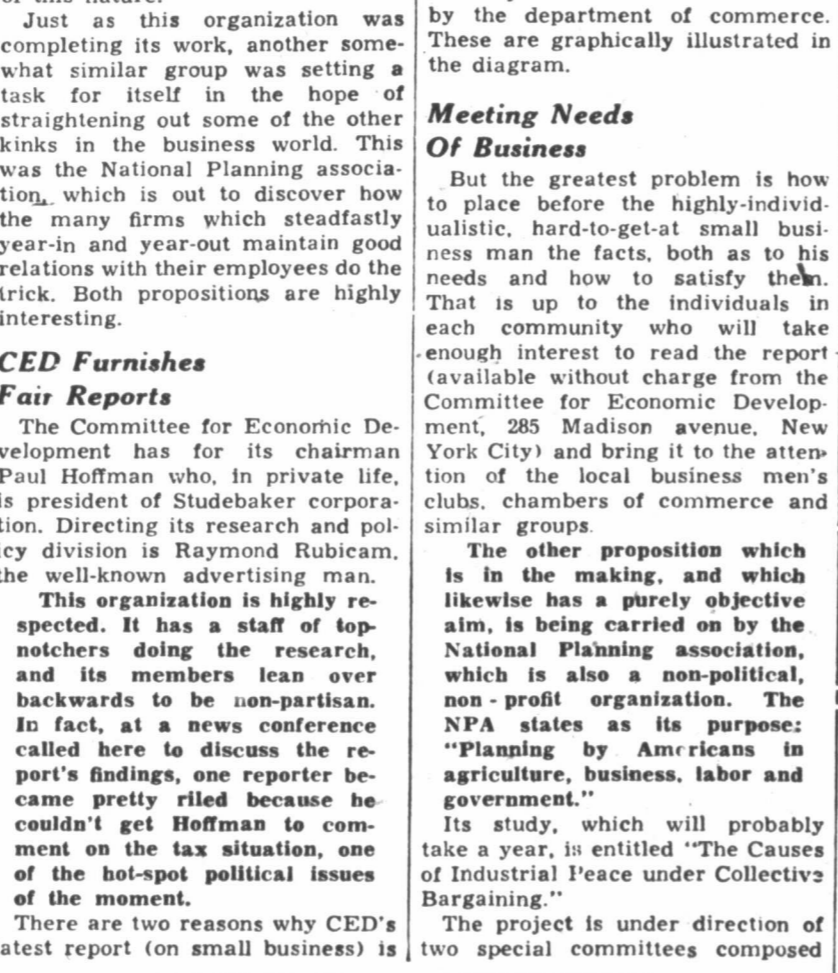 Just as this organization was
completing its work, another some-
what similar group was setting a
task for itself in the hope of
straightening out some of the other
kinks in the business world. This
was the National Planning associa-
tion, which is out to discover how
the many firms which steadfastly
year-in and year-out maintain good
relations with their employees do the
trick. Both propositions are highly
interesting.
CED Furnishes
Fair Reports
The Committee for Economic De-
velopment has for its chairman
Paul Hoffman who, in private life,
is president of Studebaker corpora-
tion. Directing its research and pol-
icy division is Raymond Rubicam,
the well-known advertising man.
This organization is highly re-
spected. It has a staff of top-
notchers doing the research,
and its members lean over
backwards to be non-partisan.
In fact, at a news conference
called here to discuss the re-
port's findings, one reporter be-
came pretty riled because he
couldn't get Hoffman to com-
ment on the tax situation, one
of the hot-spot political issues
of the moment.
There are two reasons why CED's
latest report (on small business) is
by the department of commerce.
These are graphically illustrated in
the diagram.
Meeting Needs
Of Business
But the greatest problem is how
to place before the highly-individ-
ualistic, hard-to-get-at small busi-
ness man the facts, both as to his
needs and how to satisfy them.
That is up to the individuals in
each community who will take
enough interest to read the report
(available without charge from the
Committee for Economic Develop-
ment, 285 Madison avenue, New
York City) and bring it to the atten-
tion of the local business men's
clubs, chambers of commerce and
similar groups.
The other proposition which
is in the making, and which
likewise has a purely objective
aim, is being carried on by the
National Planning association,
which is also a non-political,
non - profit organization. The
NPA states as its purpose:
"Planning by Americans in
agriculture, business, labor and
government."
Its study, which will probably
take a year, is entitled "The Causes
of Industrial Peace under Collective
Bargaining."
The project is under direction of
two special committees composed